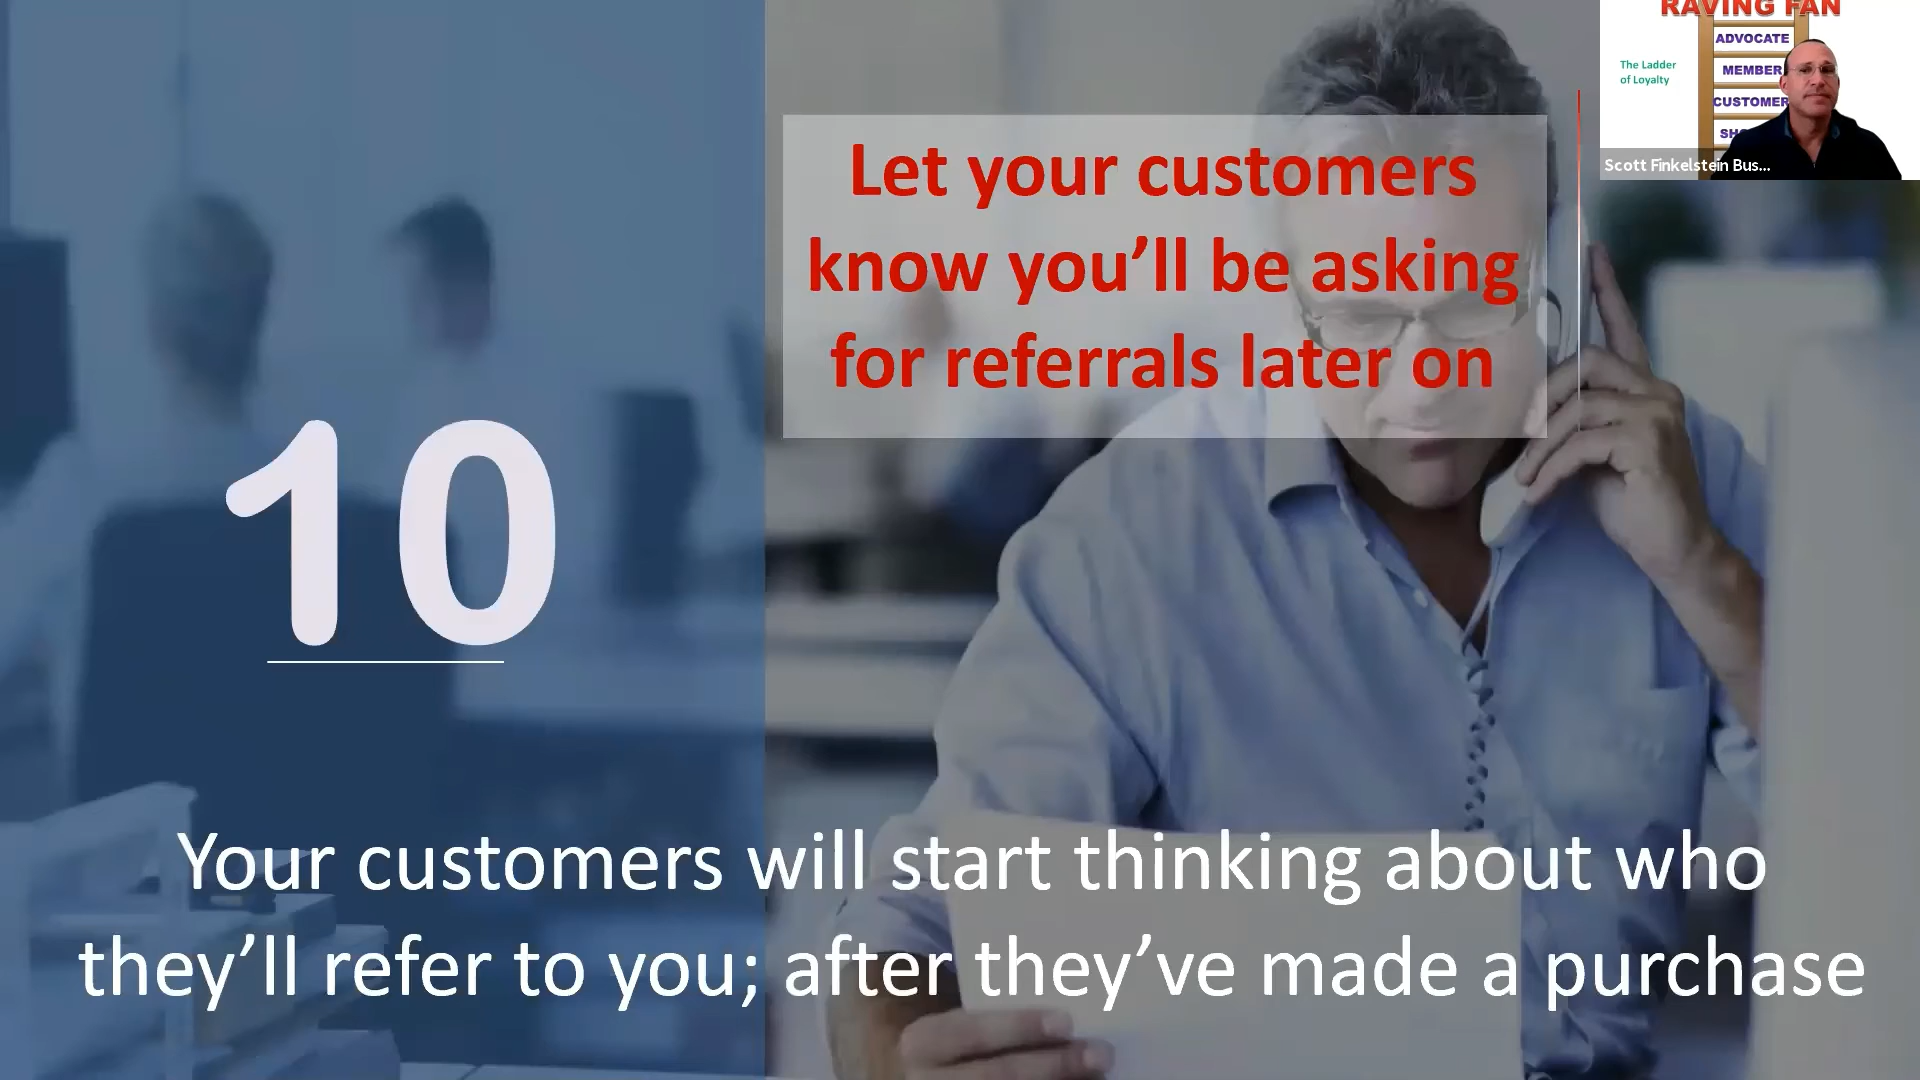 RAVING FAN
ADVOCATE
The Ladder
of Loyalty
MEMBER
CUSTOMER
Scott Finkelstein Bus...
Let your customers
know you’ll be asking
for referrals later on
10
Your customers will start thinking about who
they’ll refer to you; after they’ve made a purchase